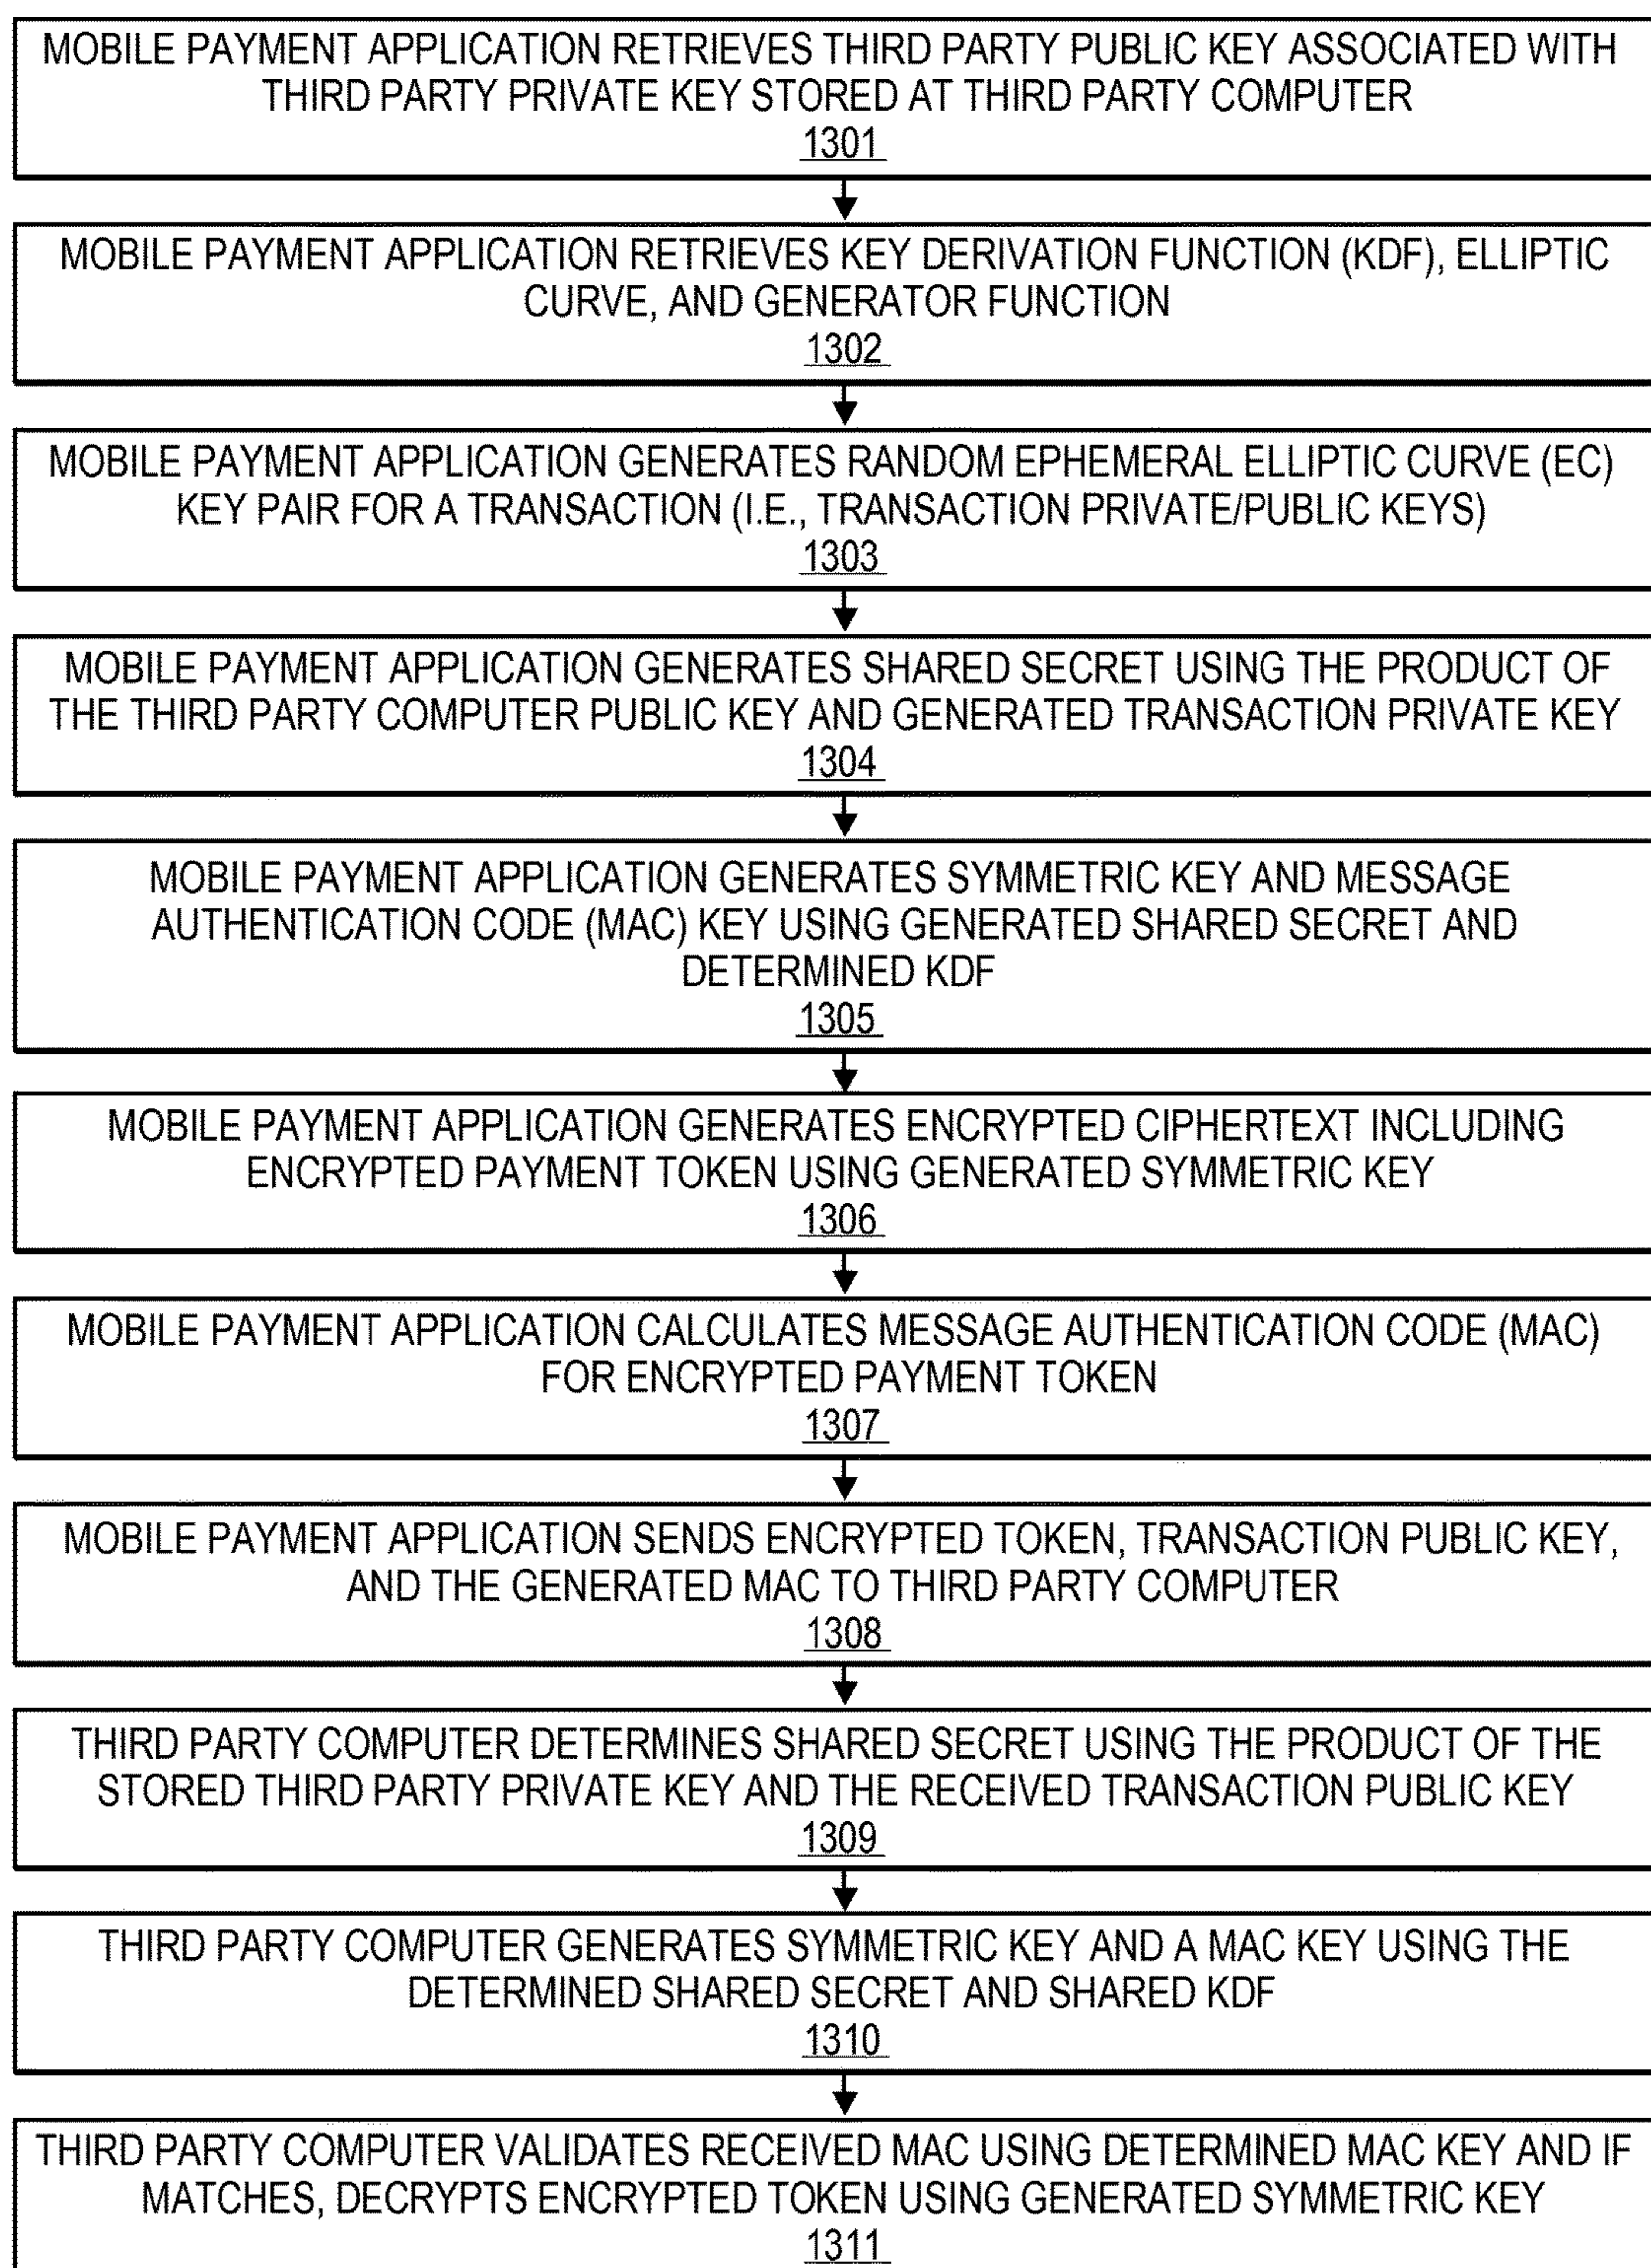 MOBILE PAYMENT APPLICATION RETRIEVES THIRD PARTY PUBLIC KEY ASSOCIATED WITH
THIRD PARTY PRIVATE KEY STORED AT THIRD PARTY COMPUTER
1301
MOBILE PAYMENT APPLICATION RETRIEVES KEY DERIVATION FUNCTION (KDF), ELLIPTIC
CURVE, AND GENERATOR FUNCTION
1302
MOBILE PAYMENT APPLICATION GENERATES RANDOM EPHEMERAL ELLIPTIC CURVE (EC)
KEY PAIR FOR A TRANSACTION (I.E., TRANSACTION PRIVATE/PUBLIC KEYS)
1303
MOBILE PAYMENT APPLICATION GENERATES SHARED SECRET USING THE PRODUCT OF
THE THIRD PARTY COMPUTER PUBLIC KEY AND GENERATED TRANSACTION PRIVATE KEY
1304
MOBILE PAYMENT APPLICATION GENERATES SYMMETRIC KEY AND MESSAGE
AUTHENTICATION CODE (MAC) KEY USING GENERATED SHARED SECRET AND
DETERMINED KDF
1305
MOBILE PAYMENT APPLICATION GENERATES ENCRYPTED CIPHERTEXT INCLUDING
ENCRYPTED PAYMENT TOKEN USING GENERATED SYMMETRIC KEY
1306
MOBILE PAYMENT APPLICATION CALCULATES MESSAGE AUTHENTICATION CODE (MAC)
FOR ENCRYPTED PAYMENT TOKEN
1307
MOBILE PAYMENT APPLICATION SENDS ENCRYPTED TOKEN, TRANSACTION PUBLIC KEY,
AND THE GENERATED MAC TO THIRD PARTY COMPUTER
1308
THIRD PARTY COMPUTER DETERMINES SHARED SECRET USING THE PRODUCT OF THE
STORED THIRD PARTY PRIVATE KEY AND THE RECEIVED TRANSACTION PUBLIC KEY
1309
THIRD PARTY COMPUTER GENERATES SYMMETRIC KEY AND A MAC KEY USING THE
DETERMINED SHARED SECRET AND SHARED KDF
1310
THIRD PARTY COMPUTER VALIDATES RECEIVED MAC USING DETERMINED MAC KEY AND IF
MATCHES, DECRYPTS ENCRYPTED TOKEN USING GENERATED SYMMETRIC KEY
1311